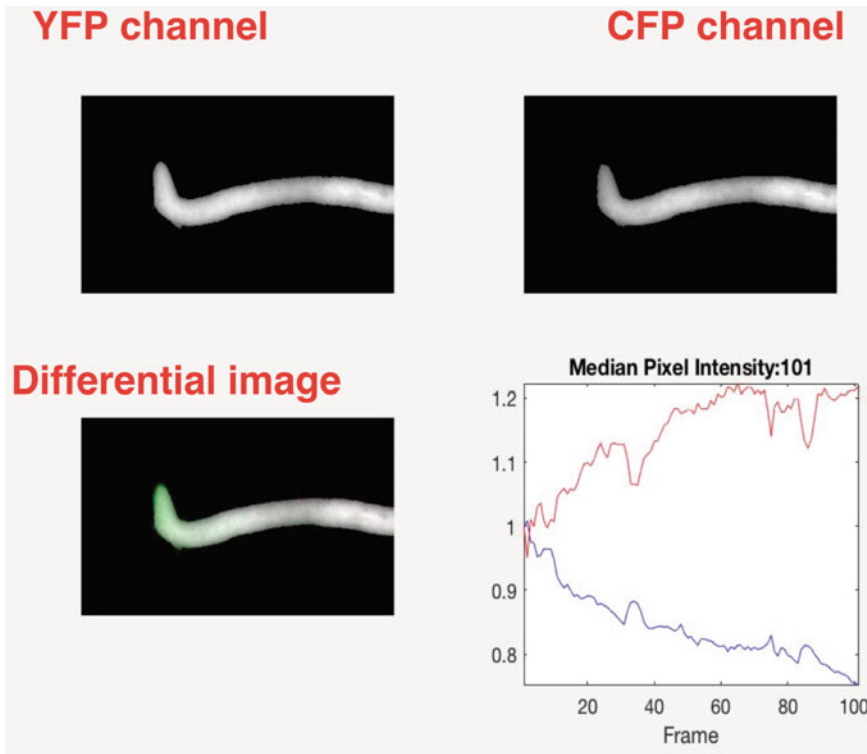 YFP channel
CFP channel
Differential image
Median Pixel Intensity:101
1.2
1.1
1
0.9
0.8
20 40 60 80 100
Frame